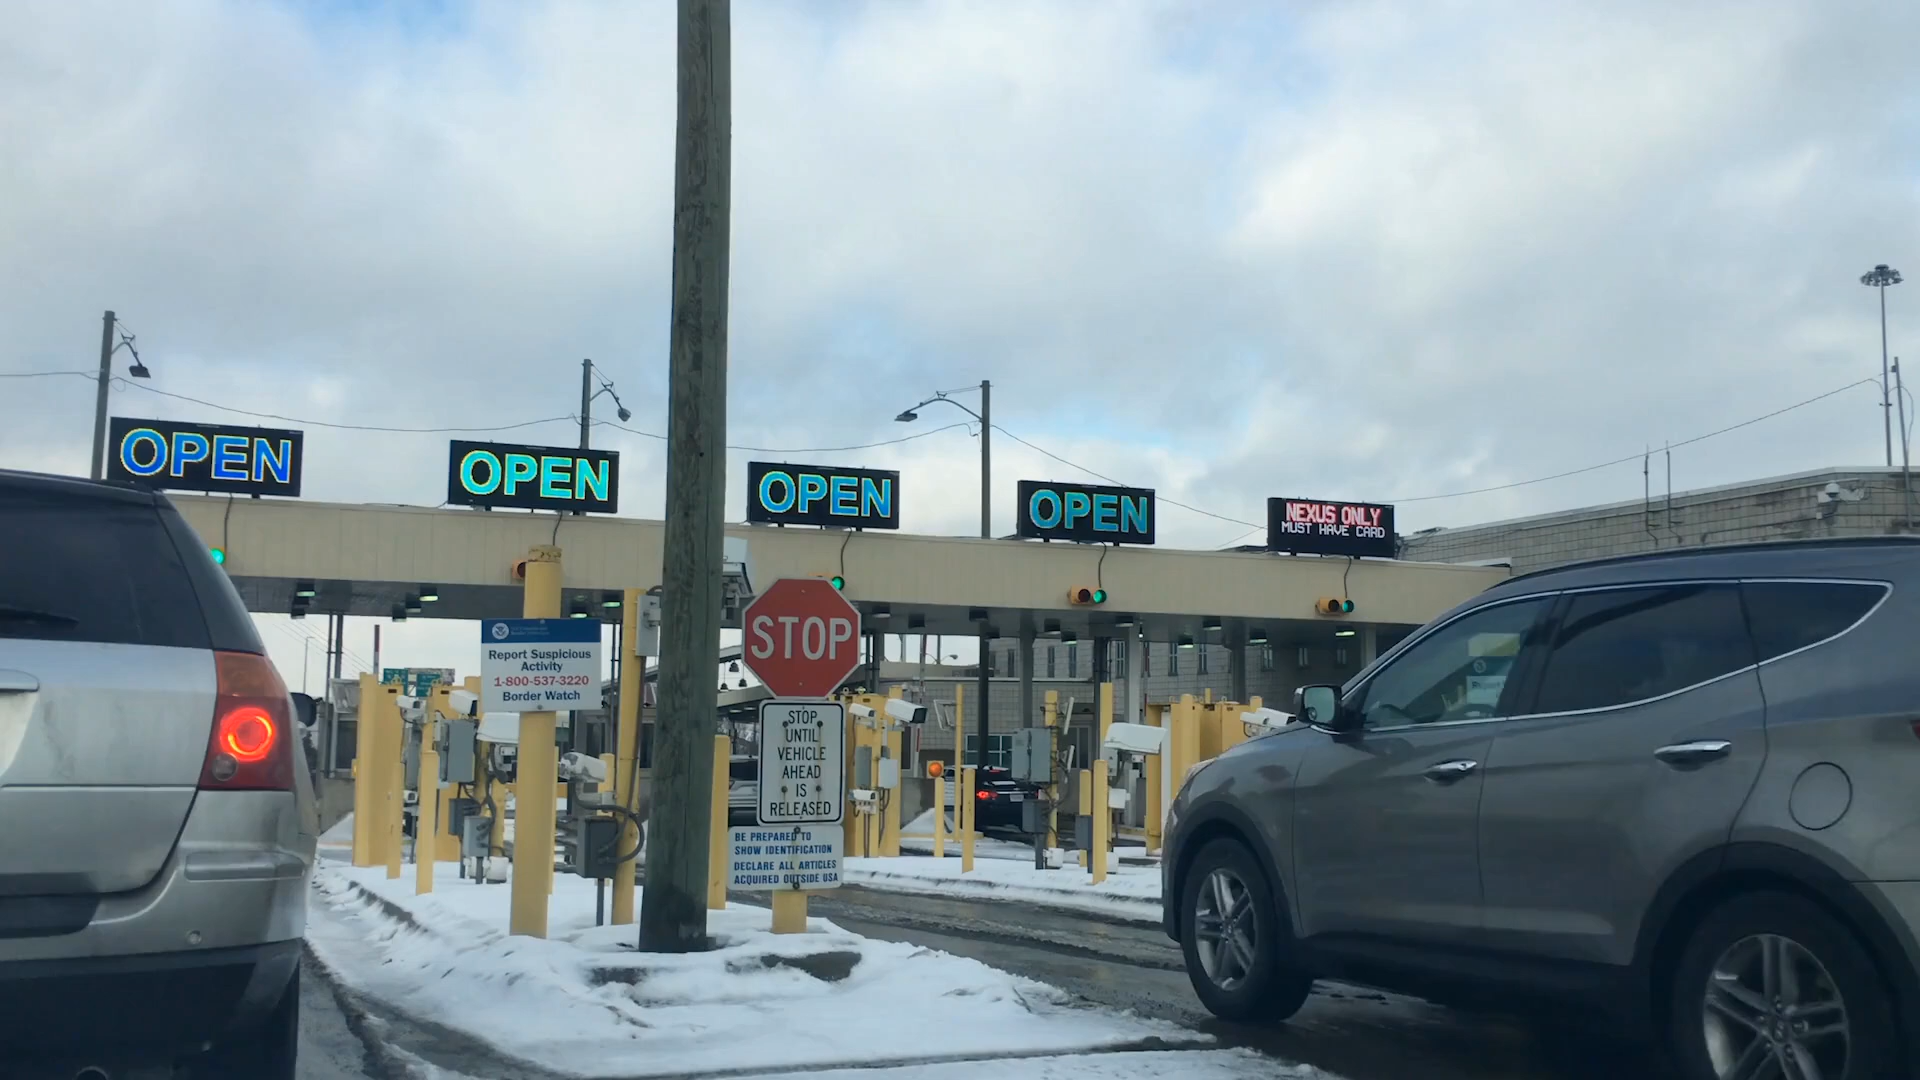 OPEN
OPEN
OPEN
OPEN
NEXUS ONLY
MUST HAVE CARD
Report Suspicious
Activity
1-800-537-3220
Border Watch
STOP
STOP
UNTIL
VEHICLE
AHEAD
IS
RELEASED
BE PREPARED TO
SHOW IDENTIFICATION
DECLARE ALL ARTICLES
ACQUIRED OUTSIDE USA